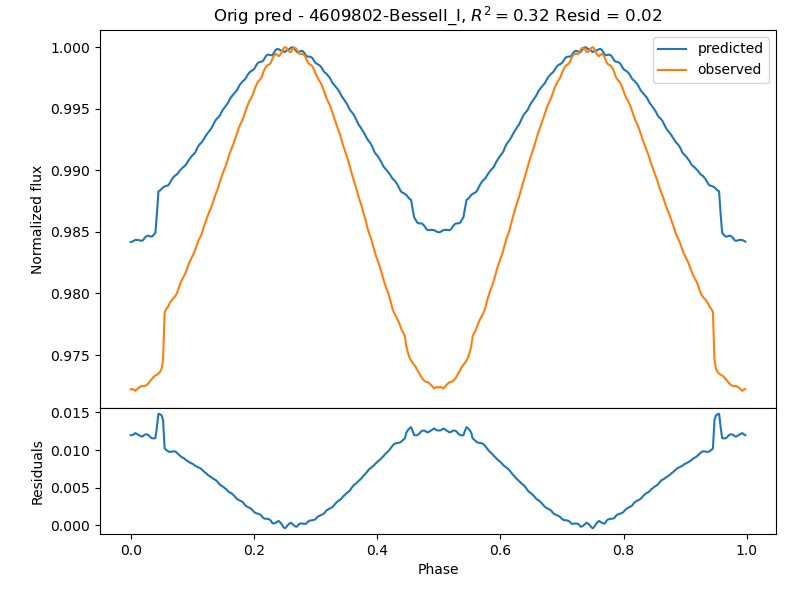 Orig pred - 4609802-Bessell_I, R² = 0.32 Resid = 0.02
predicted
observed
1.000
0.995
0.990
0.985
0.980
0.975
Normalized flux
0.015
0.010
0.005
0.000
Residuals
0.0 0.2 0.4 0.6 0.8 1.0
Phase